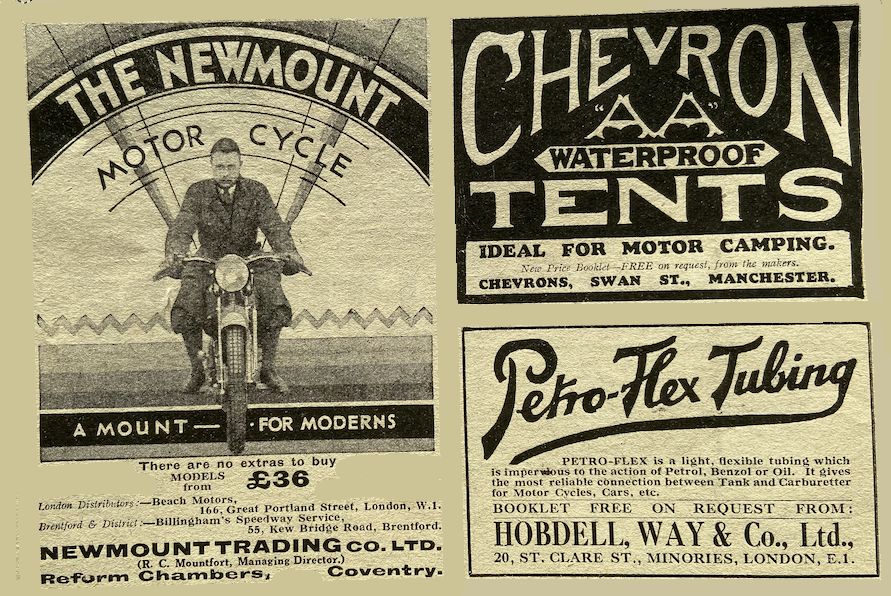 THE NEWMOUNT
MOTOR CYCLE
A MOUNT — · FOR MODERNS
There are no extras to buy
MODELS
from £36
London Distributors:—Beach Motors,
166, Great Portland Street, London, W.1.
Brentford & District:—Billingham's Speedway Service,
55, Kew Bridge Road, Brentford.
NEWMOUNT TRADING CO. LTD.
(R. C. Mountfort, Managing Director.)
Reform Chambers, Coventry.
CHEVRON
"A.A"
WATERPROOF
TENTS
IDEAL FOR MOTOR CAMPING.
New Price Booklet—FREE on request, from the makers.
CHEVRONS, SWAN ST., MANCHESTER.
Petro-Flex Tubing
PETRO-FLEX is a light, flexible tubing which
is impervious to the action of Petrol, Benzol or Oil. It gives
the most reliable connection between Tank and Carburetter
for Motor Cycles, Cars, etc.
BOOKLET FREE ON REQUEST FROM:
HOBDELL, WAY & Co., Ltd.,
20, ST. CLARE ST., MINORIES, LONDON, E.1.